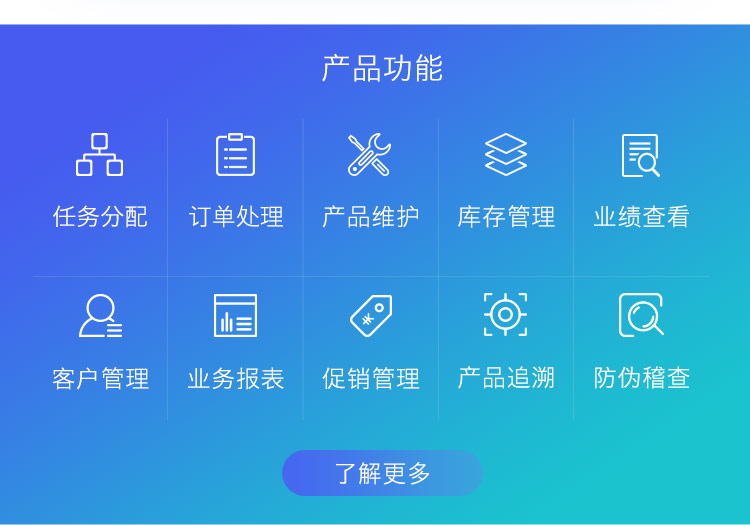 产品功能
任务分配 订单处理 产品维护 库存管理 业绩查看
客户管理 业务报表 促销管理 产品追溯 防伪稽查
了解更多